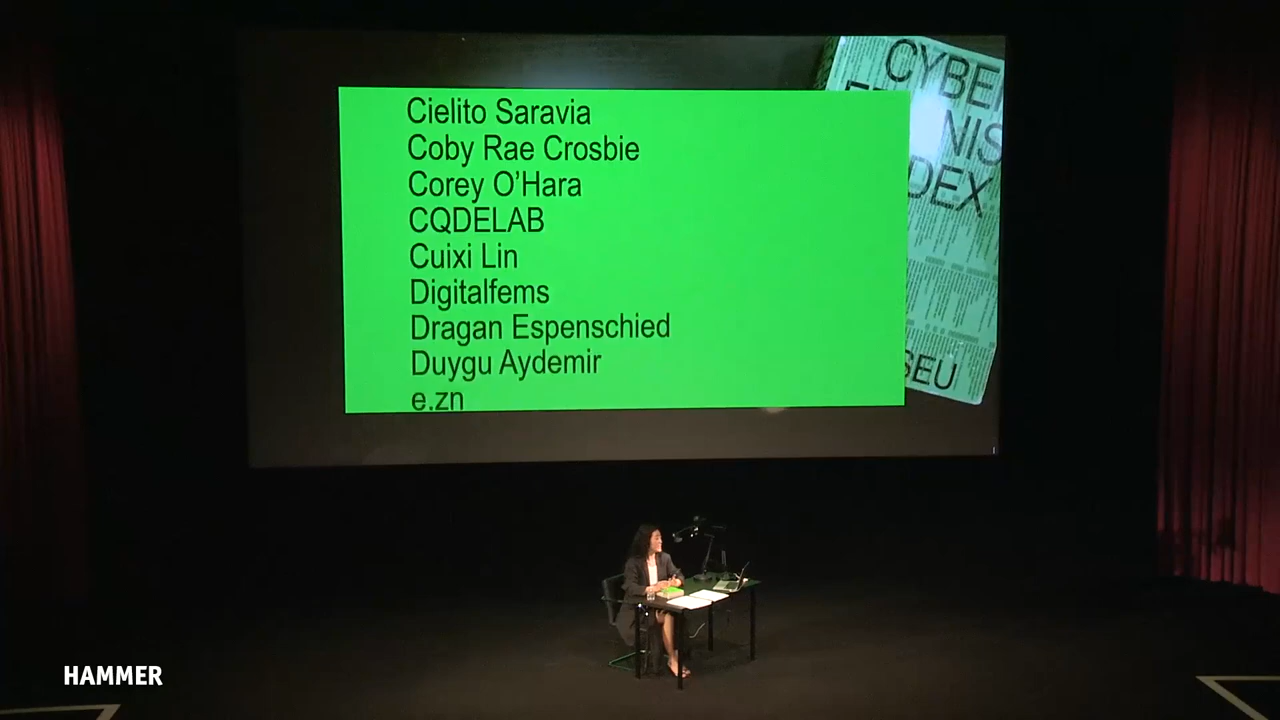 Cielito Saravia
Coby Rae Crosbie
Corey O’Hara
CQDELAB
Cuixi Lin
Digitalfems
Dragan Espenschied
Duygu Aydemir
e.zn
CYBE
NIS
DEX
SEU
HAMMER